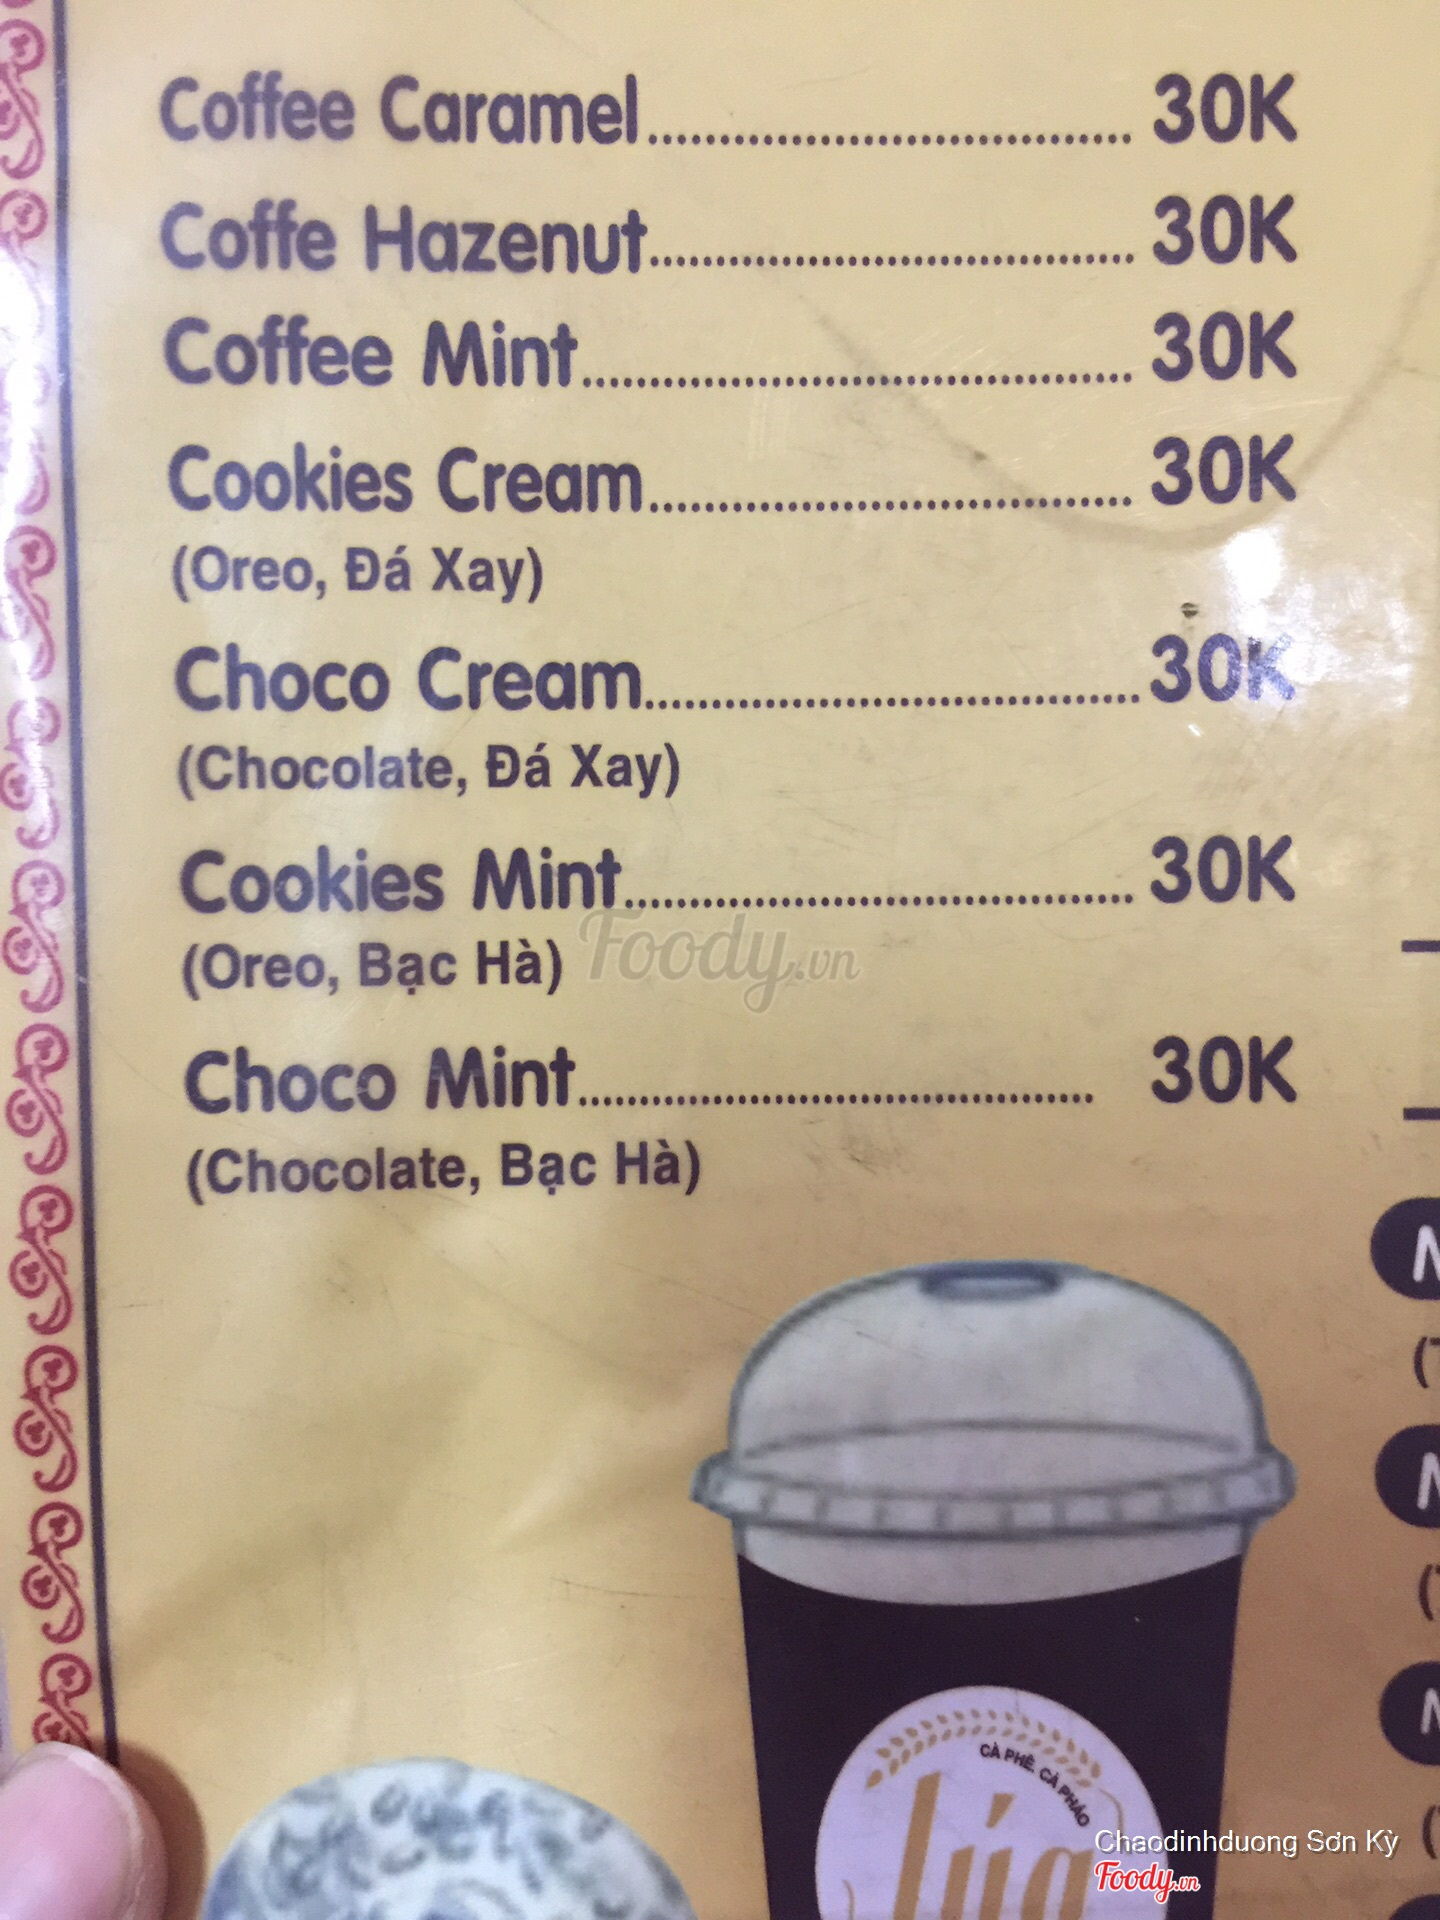 Coffee Caramel................................ 30K
Coffe Hazenut................................ 30K
Coffee Mint................................ 30K
Cookies Cream................................ 30K
(Oreo, Đá Xay)
Choco Cream................................ 30K
(Chocolate, Đá Xay)
Cookies Mint................................ 30K
(Oreo, Bạc Hà)
Foody.vn
Choco Mint................................ 30K
(Chocolate, Bạc Hà)
CÀ PHÊ. CÀ PHÁO
lúa
Chaodinhduong Sơn Kỳ
Foody.vn